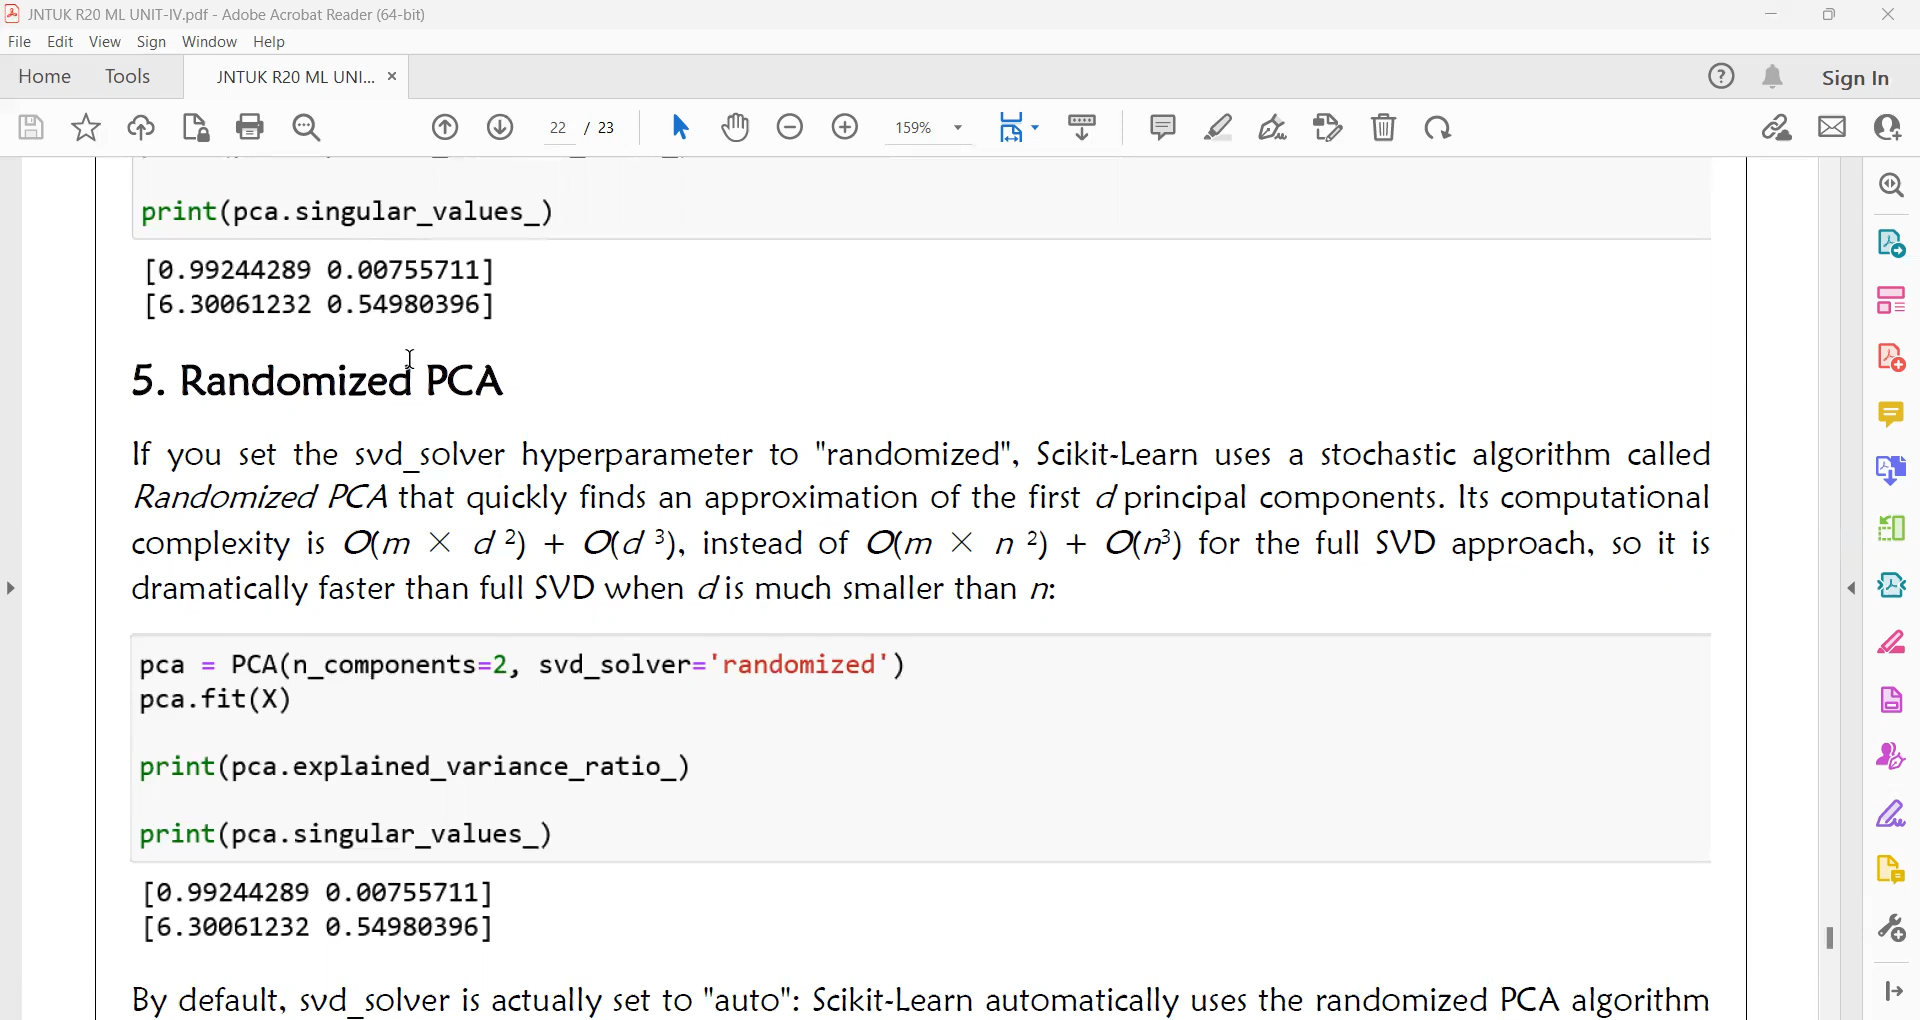 JNTUK R20 ML UNIT-IV.pdf - Adobe Acrobat Reader (64-bit)
File Edit View Sign Window Help
Home Tools JNTUK R20 ML UNI... × Sign In
22 / 23 159%
print(pca.singular_values_)
[0.99244289 0.00755711]
[6.30061232 0.54980396]
5. Randomized PCA
If you set the svd_solver hyperparameter to "randomized", Scikit-Learn uses a stochastic algorithm called
Randomized PCA that quickly finds an approximation of the first d principal components. Its computational
complexity is O(m × d ²) + O(d ³), instead of O(m × n ²) + O(n³) for the full SVD approach, so it is
dramatically faster than full SVD when d is much smaller than n:
pca = PCA(n_components=2, svd_solver='randomized')
pca.fit(X)
print(pca.explained_variance_ratio_)
print(pca.singular_values_)
[0.99244289 0.00755711]
[6.30061232 0.54980396]
By default, svd_solver is actually set to "auto": Scikit-Learn automatically uses the randomized PCA algorithm